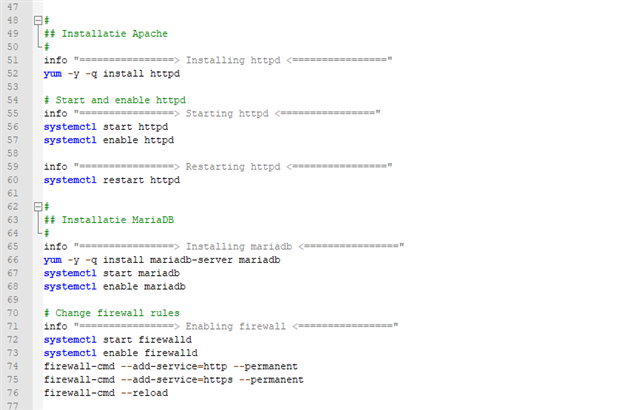 47
48 #
49 ## Installatie Apache
50 #
51 info "================> Installing httpd <================"
52 yum -y -q install httpd
53
54 # Start and enable httpd
55 info "================> Starting httpd <================"
56 systemctl start httpd
57 systemctl enable httpd
58
59 info "================> Restarting httpd <================"
60 systemctl restart httpd
61
62 #
63 ## Installatie MariaDB
64 #
65 info "================> Installing mariadb <================"
66 yum -y -q install mariadb-server mariadb
67 systemctl start mariadb
68 systemctl enable mariadb
69
70 # Change firewall rules
71 info "================> Enabling firewall <================"
72 systemctl start firewalld
73 systemctl enable firewalld
74 firewall-cmd --add-service=http --permanent
75 firewall-cmd --add-service=https --permanent
76 firewall-cmd --reload
77